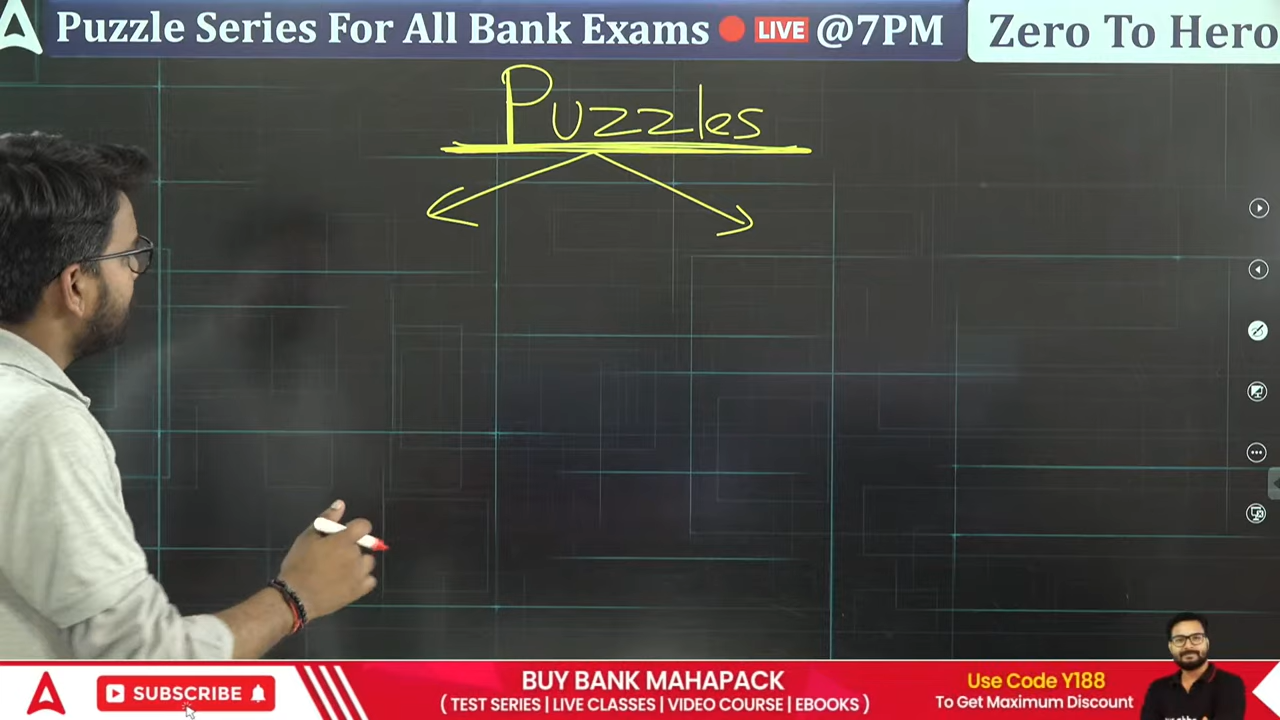 Puzzle Series For All Bank Exams LIVE @7PM
Zero To Hero
Puzzles
SUBSCRIBE
BUY BANK MAHAPACK
( TEST SERIES | LIVE CLASSES | VIDEO COURSE | EBOOKS )
Use Code Y188
To Get Maximum Discount